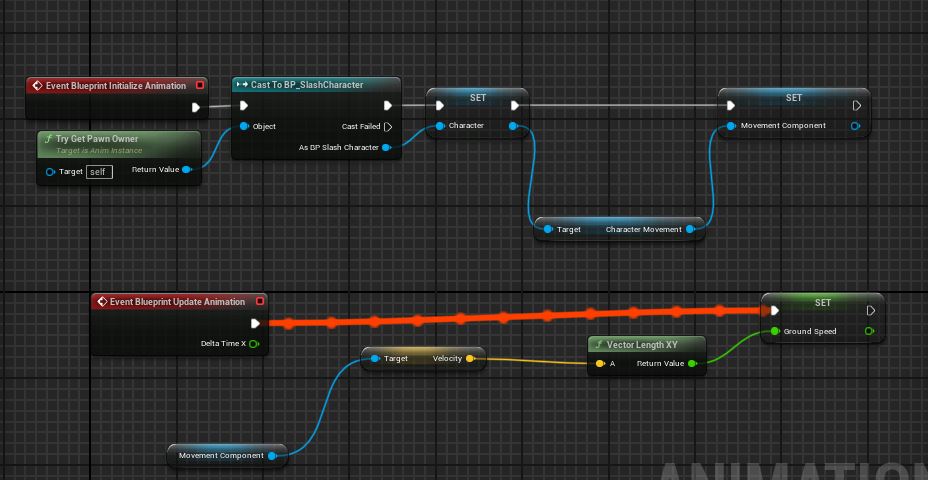 Event Blueprint Initialize Animation
Cast To BP_SlashCharacter
SET
SET
Object
Cast Failed
Character
Movement Component
Try Get Pawn Owner
Target is Anim Instance
As BP Slash Character
Target self
Return Value
Target
Character Movement
Event Blueprint Update Animation
SET
Delta Time X
Ground Speed
Vector Length XY
Target
Velocity
A
Return Value
Movement Component
ANIMATION